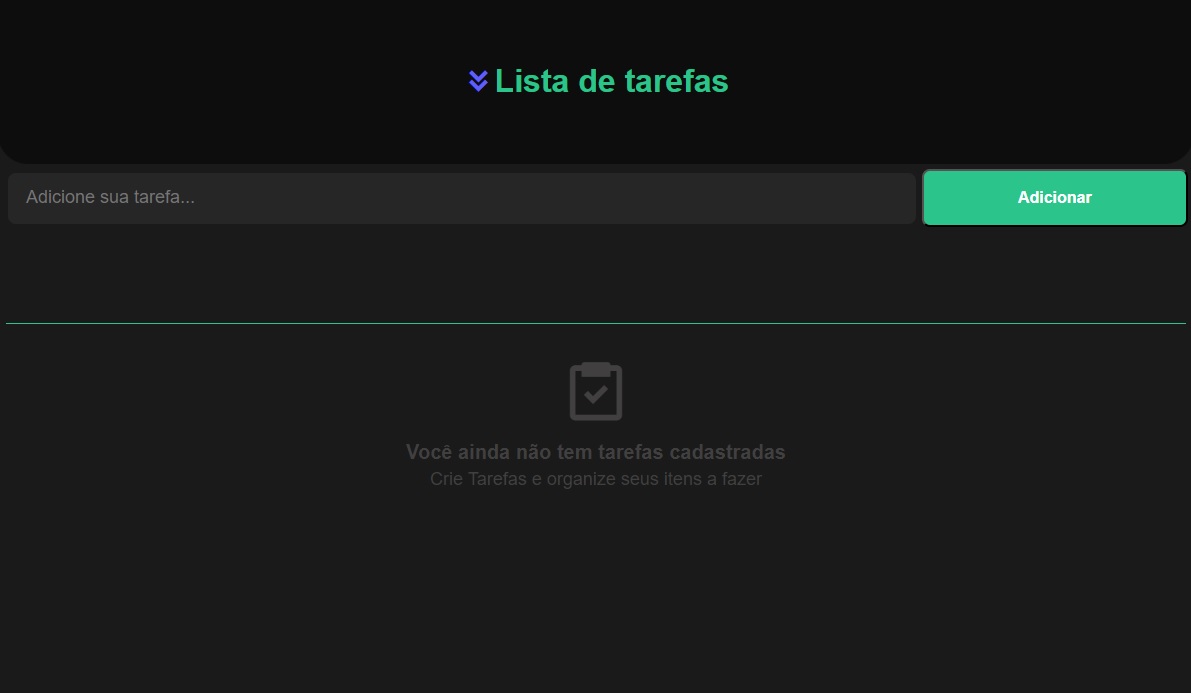 Lista de tarefas
Adicione sua tarefa...
Adicionar
Você ainda não tem tarefas cadastradas
Crie Tarefas e organize seus itens a fazer